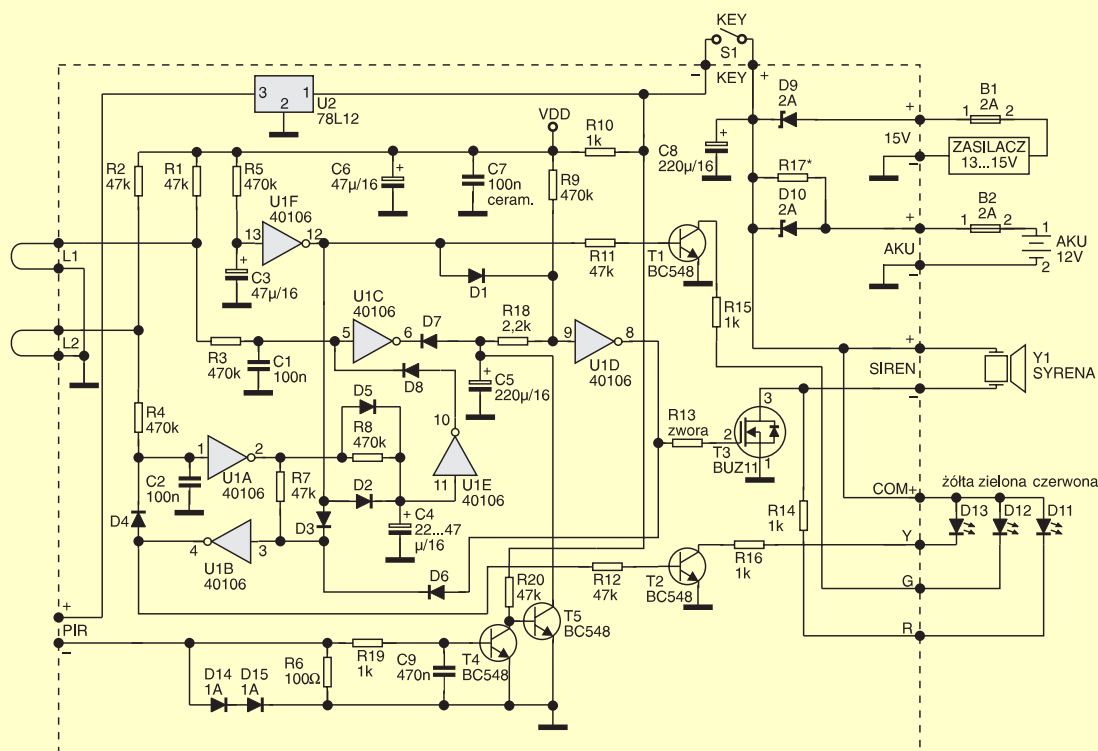 KEY
S1
− KEY +
3 1
2
U2
78L12
D9
2A
B1
1 2A 2
+
15V
−
ZASILACZ
13...15V
VDD
R10
1k
C8
220µ/16
+
R2
47k
R1
47k
R5
470k
C6
47µ/16
+
C7
100n
ceram.
R9
470k
R17*
D10
2A
B2
1 2A 2
+
AKU
−
1
AKU
12V
2
U1F
40106
13 12
+
C3
47µ/16
L1
R11
47k
T1
BC548
D1
R15
1k
U1C
40106
5 6
D7
R18
2,2k
9 8
U1D
40106
+
SIREN
−
Y1
SYRENA
L2
R3
470k
C1
100n
D8
+
C5
220µ/16
D5
R8
470k
10
11
U1E
40106
R13
zwora
3
2
1
T3
BUZ11
R4
470k
1 2
U1A
40106
C2
100n
R7
47k
D2
D3
+
C4
22...47
µ/16
D4
4 3
U1B
40106
COM+
żółta zielona czerwona
D13
D12
D11
R14
1k
Y
G
R
R16
1k
D6
R12
47k
T2
BC548
R20
47k
T5
BC548
+
PIR
−
R19
1k
C9
470n
T4
BC548
R6
100Ω
D14
1A
D15
1A